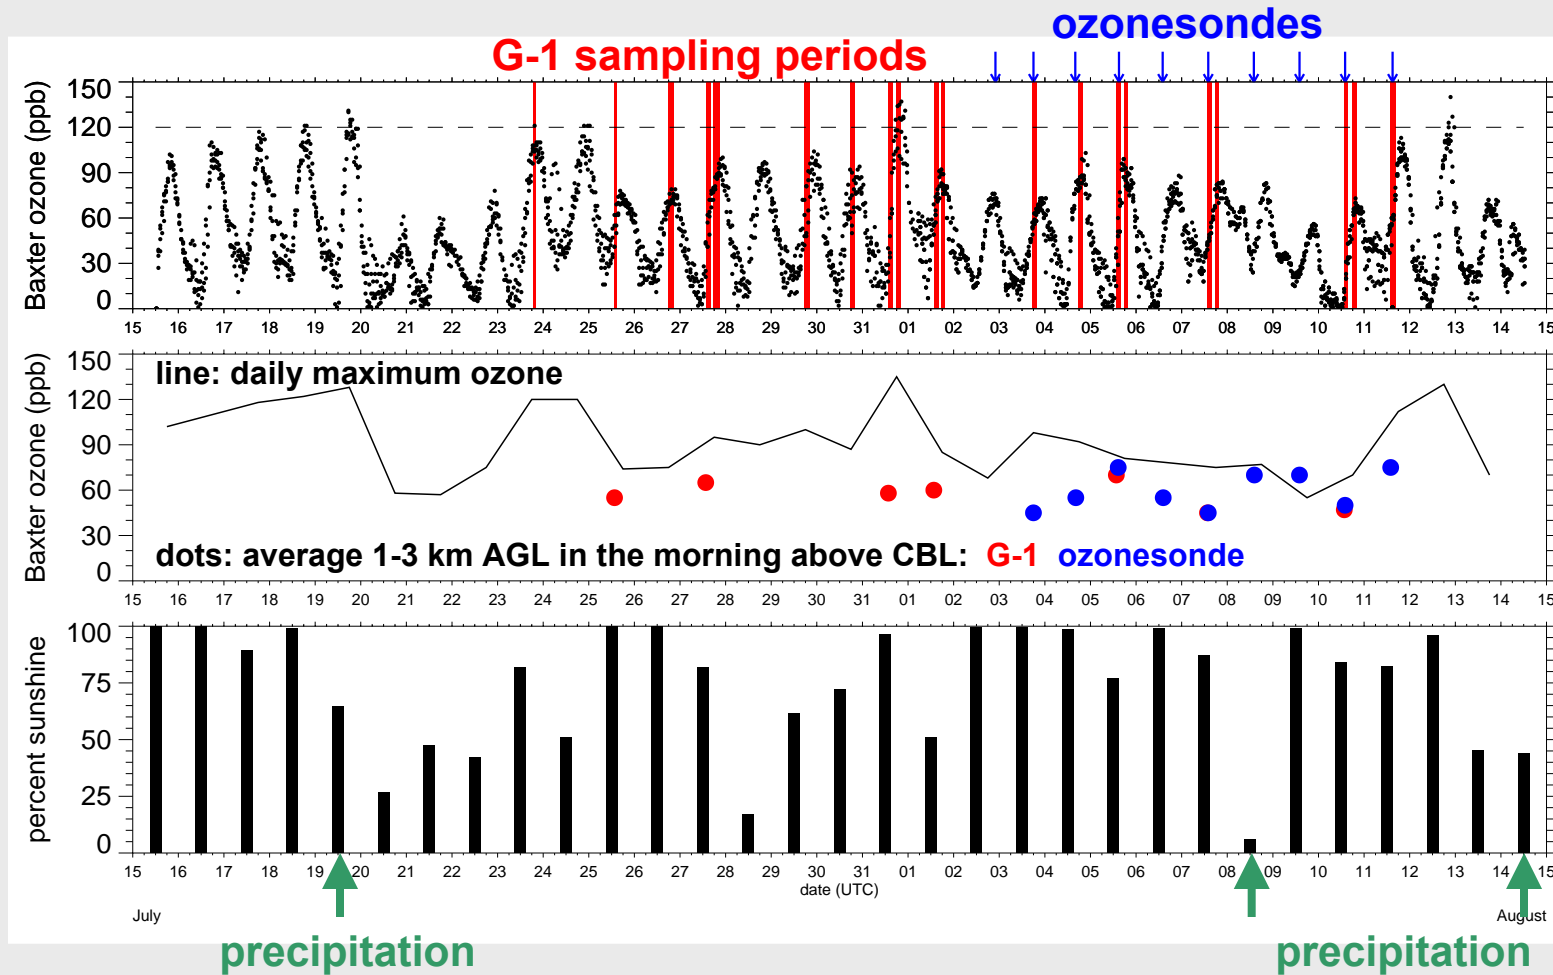 ozonesondes
G-1 sampling periods
Baxter ozone (ppb)
150
120
90
60
30
0
15 16 17 18 19 20 21 22 23 24 25 26 27 28 29 30 31 01 02 03 04 05 06 07 08 09 10 11 12 13 14 15
Baxter ozone (ppb)
150
120
90
60
30
0
line: daily maximum ozone
dots: average 1-3 km AGL in the morning above CBL: G-1 ozonesonde
15 16 17 18 19 20 21 22 23 24 25 26 27 28 29 30 31 01 02 03 04 05 06 07 08 09 10 11 12 13 14 15
percent sunshine
100
75
50
25
0
15 16 17 18 19 20 21 22 23 24 25 26 27 28 29 30 31 01 02 03 04 05 06 07 08 09 10 11 12 13 14 15
date (UTC)
July
August
precipitation
precipitation